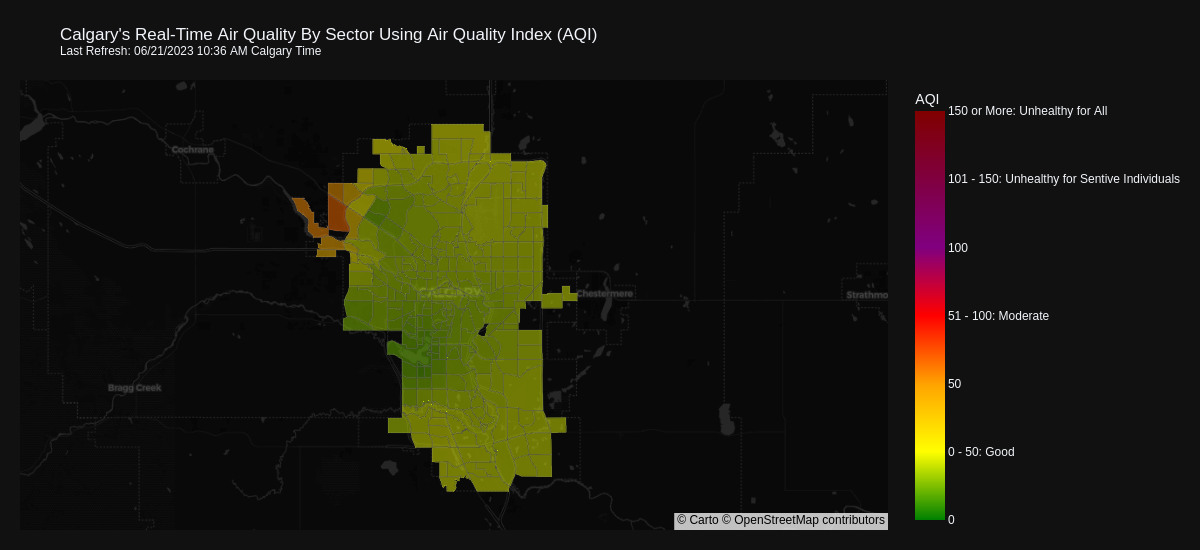 Calgary's Real-Time Air Quality By Sector Using Air Quality Index (AQI)
Last Refresh: 06/21/2023 10:36 AM Calgary Time
AQI
150 or More: Unhealthy for All
101 - 150: Unhealthy for Sentive Individuals
100
51 - 100: Moderate
50
0 - 50: Good
0
Cochrane
CALGARY
Chestermere
Strathmo
Bragg Creek
© Carto © OpenStreetMap contributors